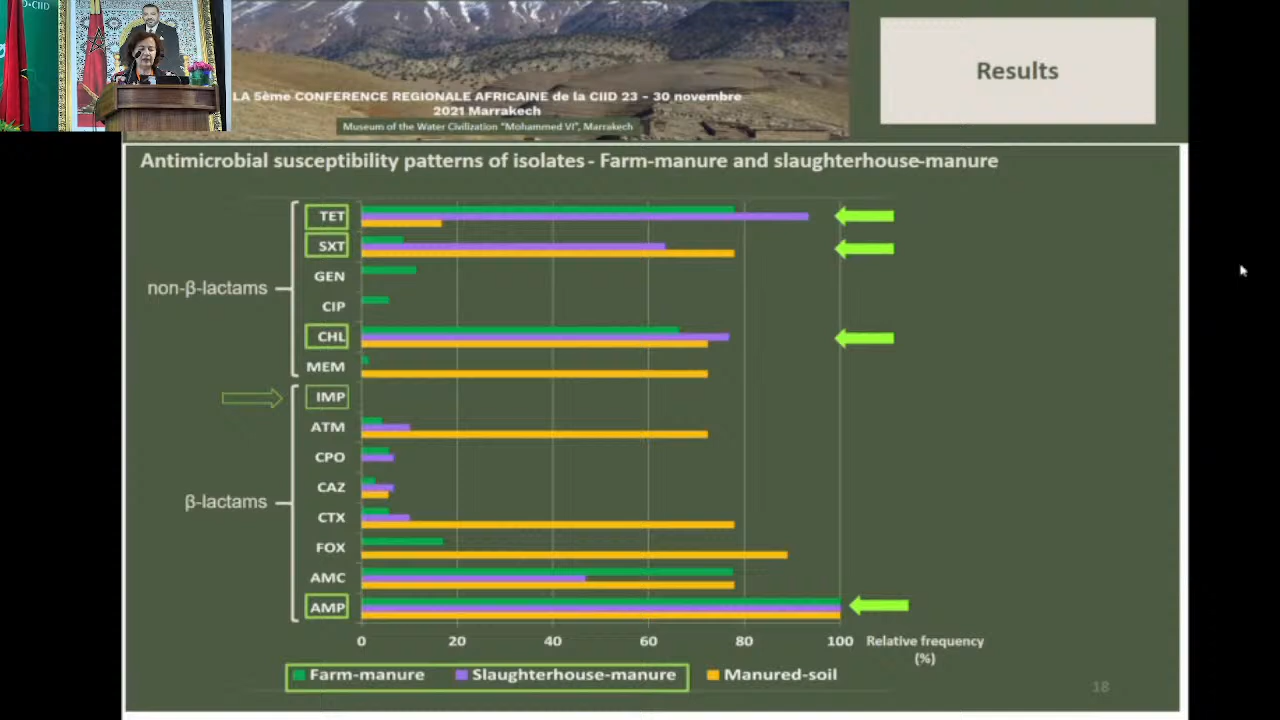 O-CIID
LA 5ème CONFERENCE REGIONALE AFRICAINE de la CIID 23 - 30 novembre
2021 Marrakech
Museum of the Water Civilization "Mohammed VI", Marrakech
Results
Antimicrobial susceptibility patterns of isolates - Farm-manure and slaughterhouse-manure
non-β-lactams
TET
SXT
GEN
CIP
CHL
MEM
β-lactams
IMP
ATM
CPO
CAZ
CTX
FOX
AMC
AMP
0 20 40 60 80 100
Relative frequency
(%)
Farm-manure Slaughterhouse-manure Manured-soil
18